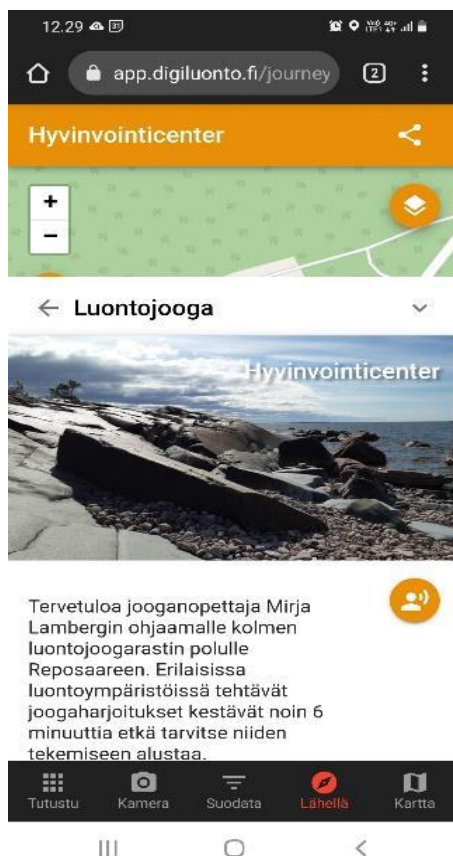 12.29
app.digiluonto.fi/journey
2
Hyvinvointicenter
+
−
Luontojooga
Hyvinvointicenter
Tervetuloa jooganopettaja Mirja
Lambergin ohjaamalle kolmen
luontojoogarastin polulle
Reposaareen. Erilaisissa
luontoympäristöissä tehtävät
joogaharjoitukset kestävät noin 6
minuuttia etkä tarvitse niiden
tekemiseen alustaa.
Tutustu Kamera Suodata Lähellä Kartta